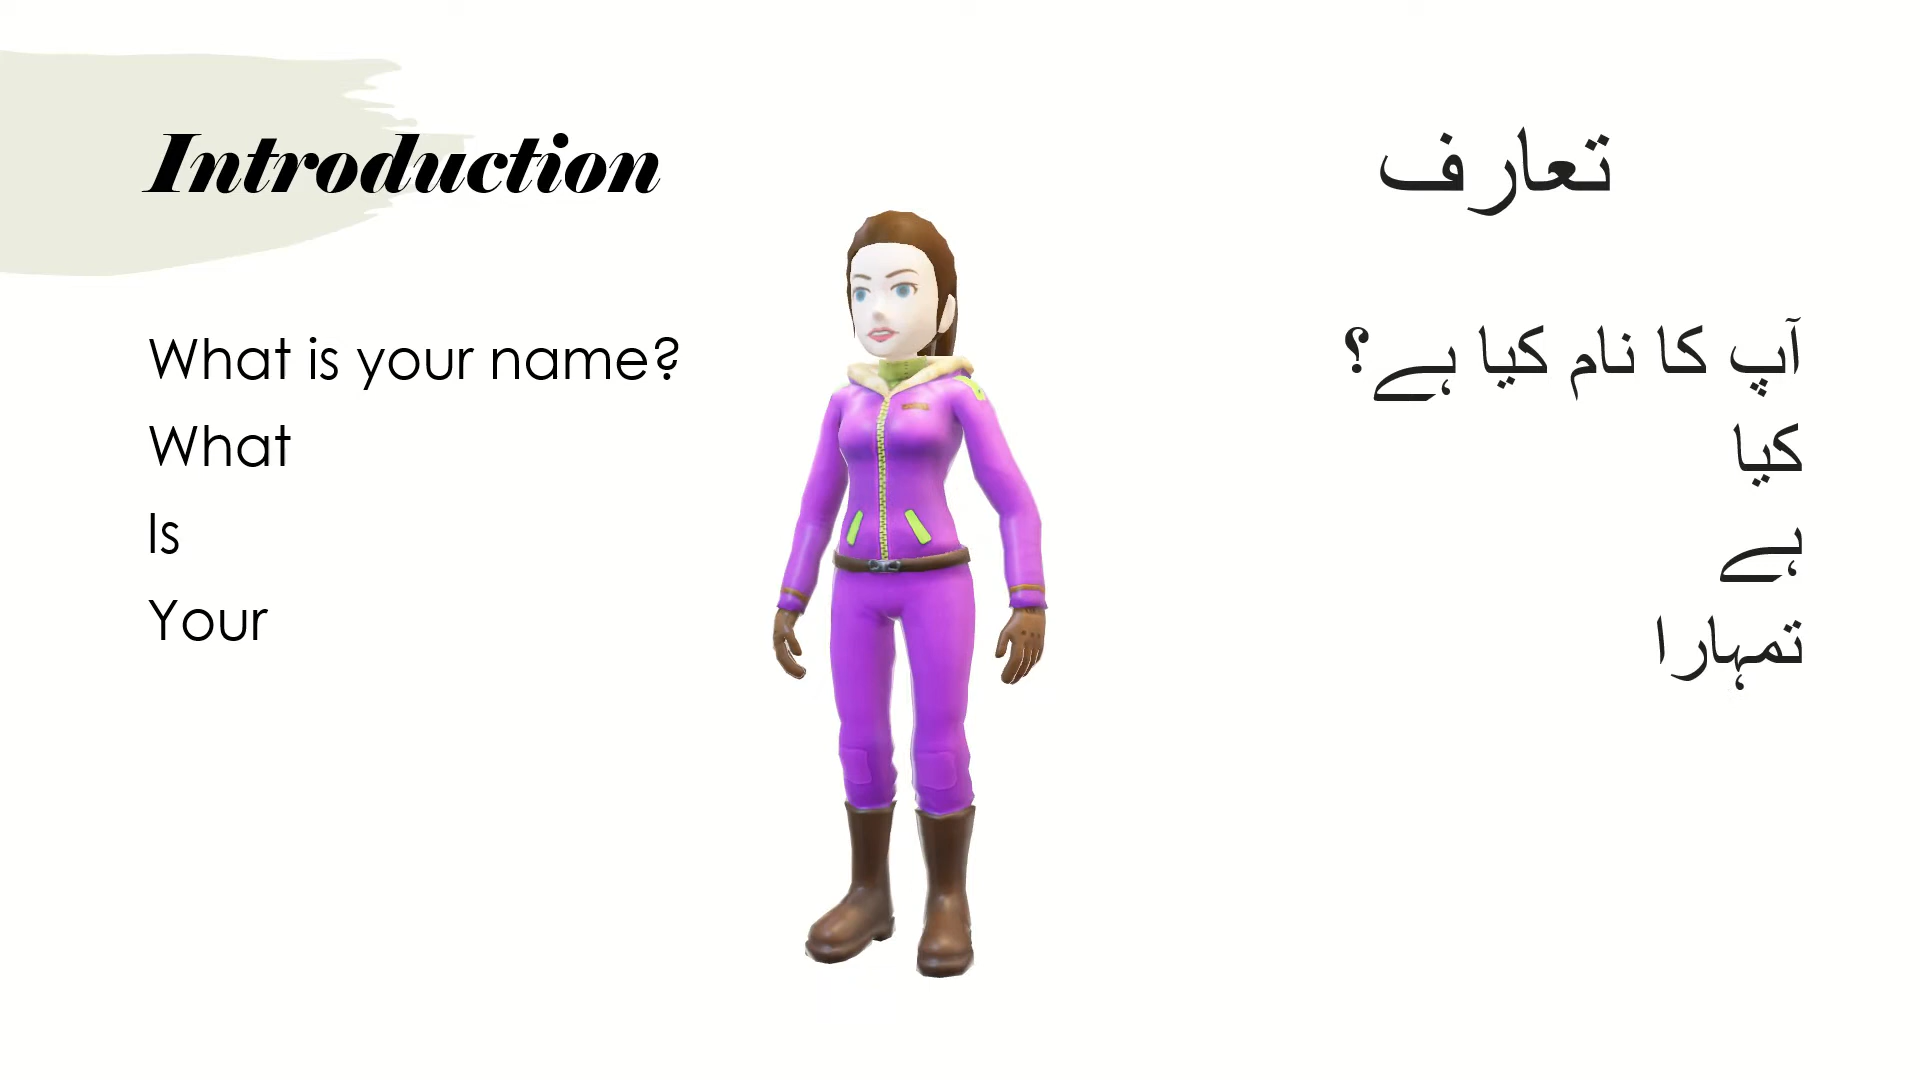 Introduction
تعارف
What is your name?
آپ کا نام کیا ہے؟
What
کیا
Is
ہے
Your
تمہارا